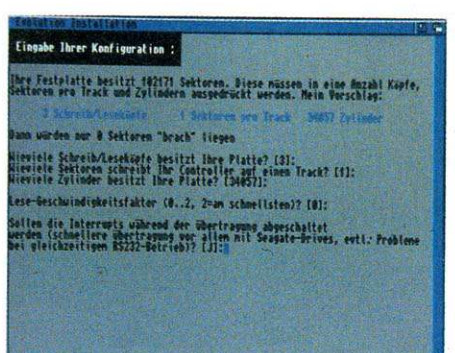 Evolution Installation
Eingabe Ihrer Konfiguration :
Ihre Festplatte besitzt 102171 Sektoren. Diese müssen in eine Anzahl Köpfe,
Sektoren pro Track und Zylindern ausgedrückt werden. Mein Vorschlag:
3 Schreib/Leseköpfe 1 Sektoren pro Track 34057 Zylinder
Dann würden nur 0 Sektoren "brach" liegen
Wieviele Schreib/Leseköpfe besitzt Ihre Platte? [3]:
Wieviele Sektoren schreibt Ihr Controller auf einen Track? [1]:
Wieviele Zylinder besitzt Ihre Platte? [34057]:
Lese-Geschwindigkeitsfaktor (0..2, 2=am schnellsten)? [0]:
Sollen die Interrupts während der Übertragung abgeschaltet
werden (schnellere Übertragung vor allem mit Seagate-Drives, evtl. Probleme
bei gleichzeitigem RS232-Betrieb)? [J]: